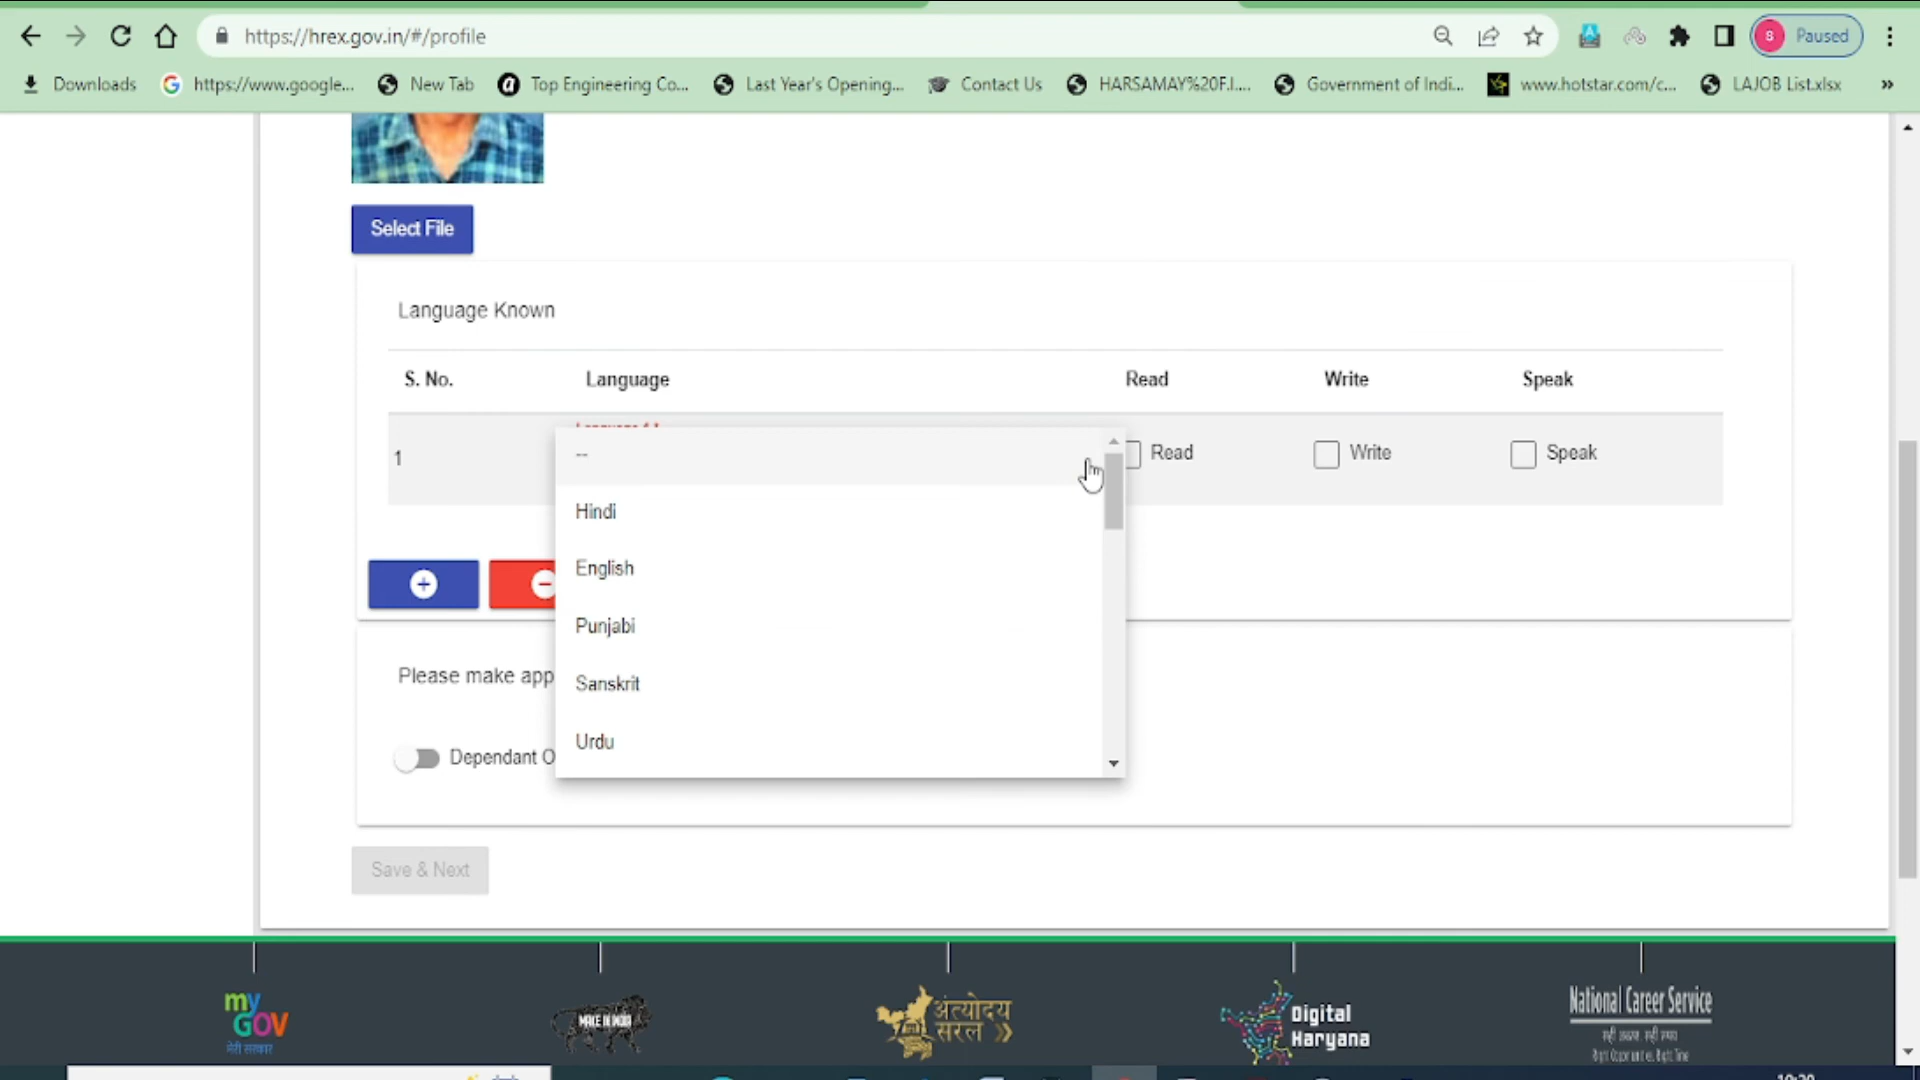 https://hrex.gov.in/#/profile
S
Paused
Downloads
https://www.google...
New Tab
Top Engineering Co...
Last Year's Opening...
Contact Us
HARSAMAY%20F.I....
Government of Indi...
www.hotstar.com/c...
LAJOB List.xlsx
»
Select File
Language Known
S. No.
Language
Read
Write
Speak
1
--
Read
Write
Speak
Hindi
English
Punjabi
Sanskrit
Urdu
Please make app
Dependant O
Save & Next
my
GOV
मेरी सरकार
MAKE IN INDIA
अंत्योदय
सरल
Digital
Haryana
National Career Service